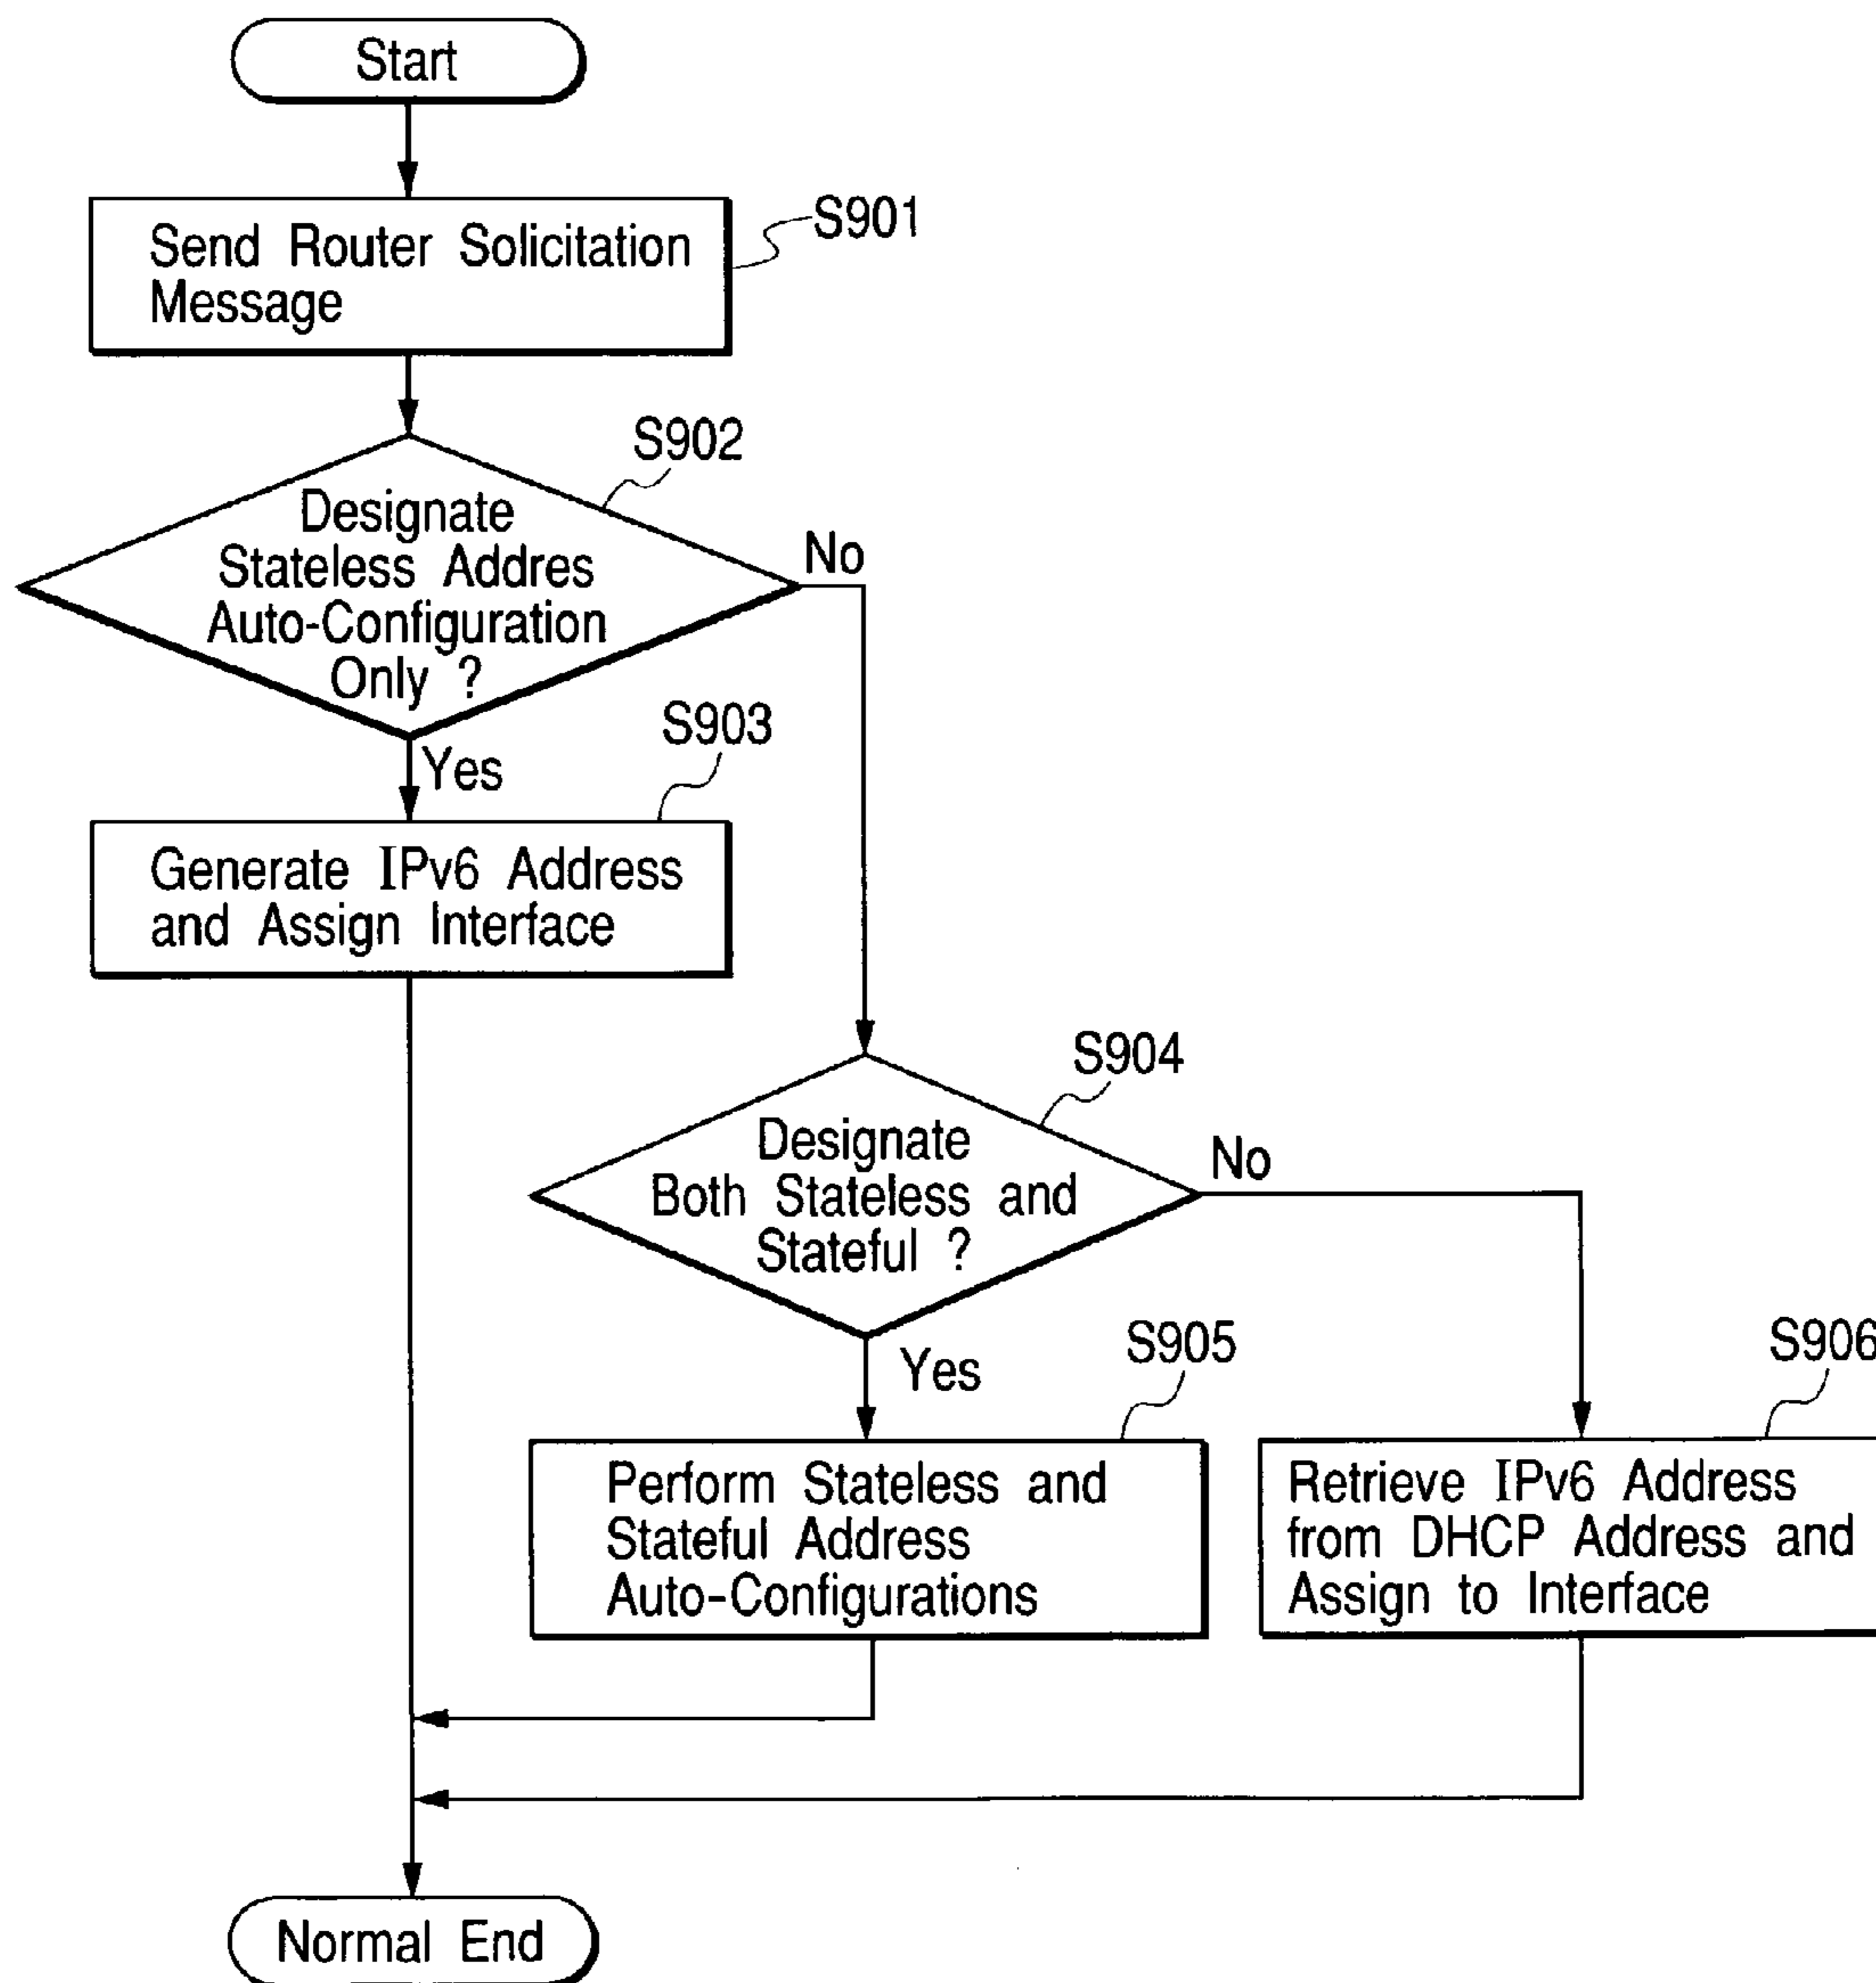 Start
Send Router Solicitation
Message
S901
S902
Designate
Stateless Addres
Auto-Configuration
Only ?
No
Yes
S903
Generate IPv6 Address
and Assign Interface
S904
Designate
Both Stateless and
Stateful ?
No
Yes
S905
Perform Stateless and
Stateful Address
Auto-Configurations
S906
Retrieve IPv6 Address
from DHCP Address and
Assign to Interface
Normal End